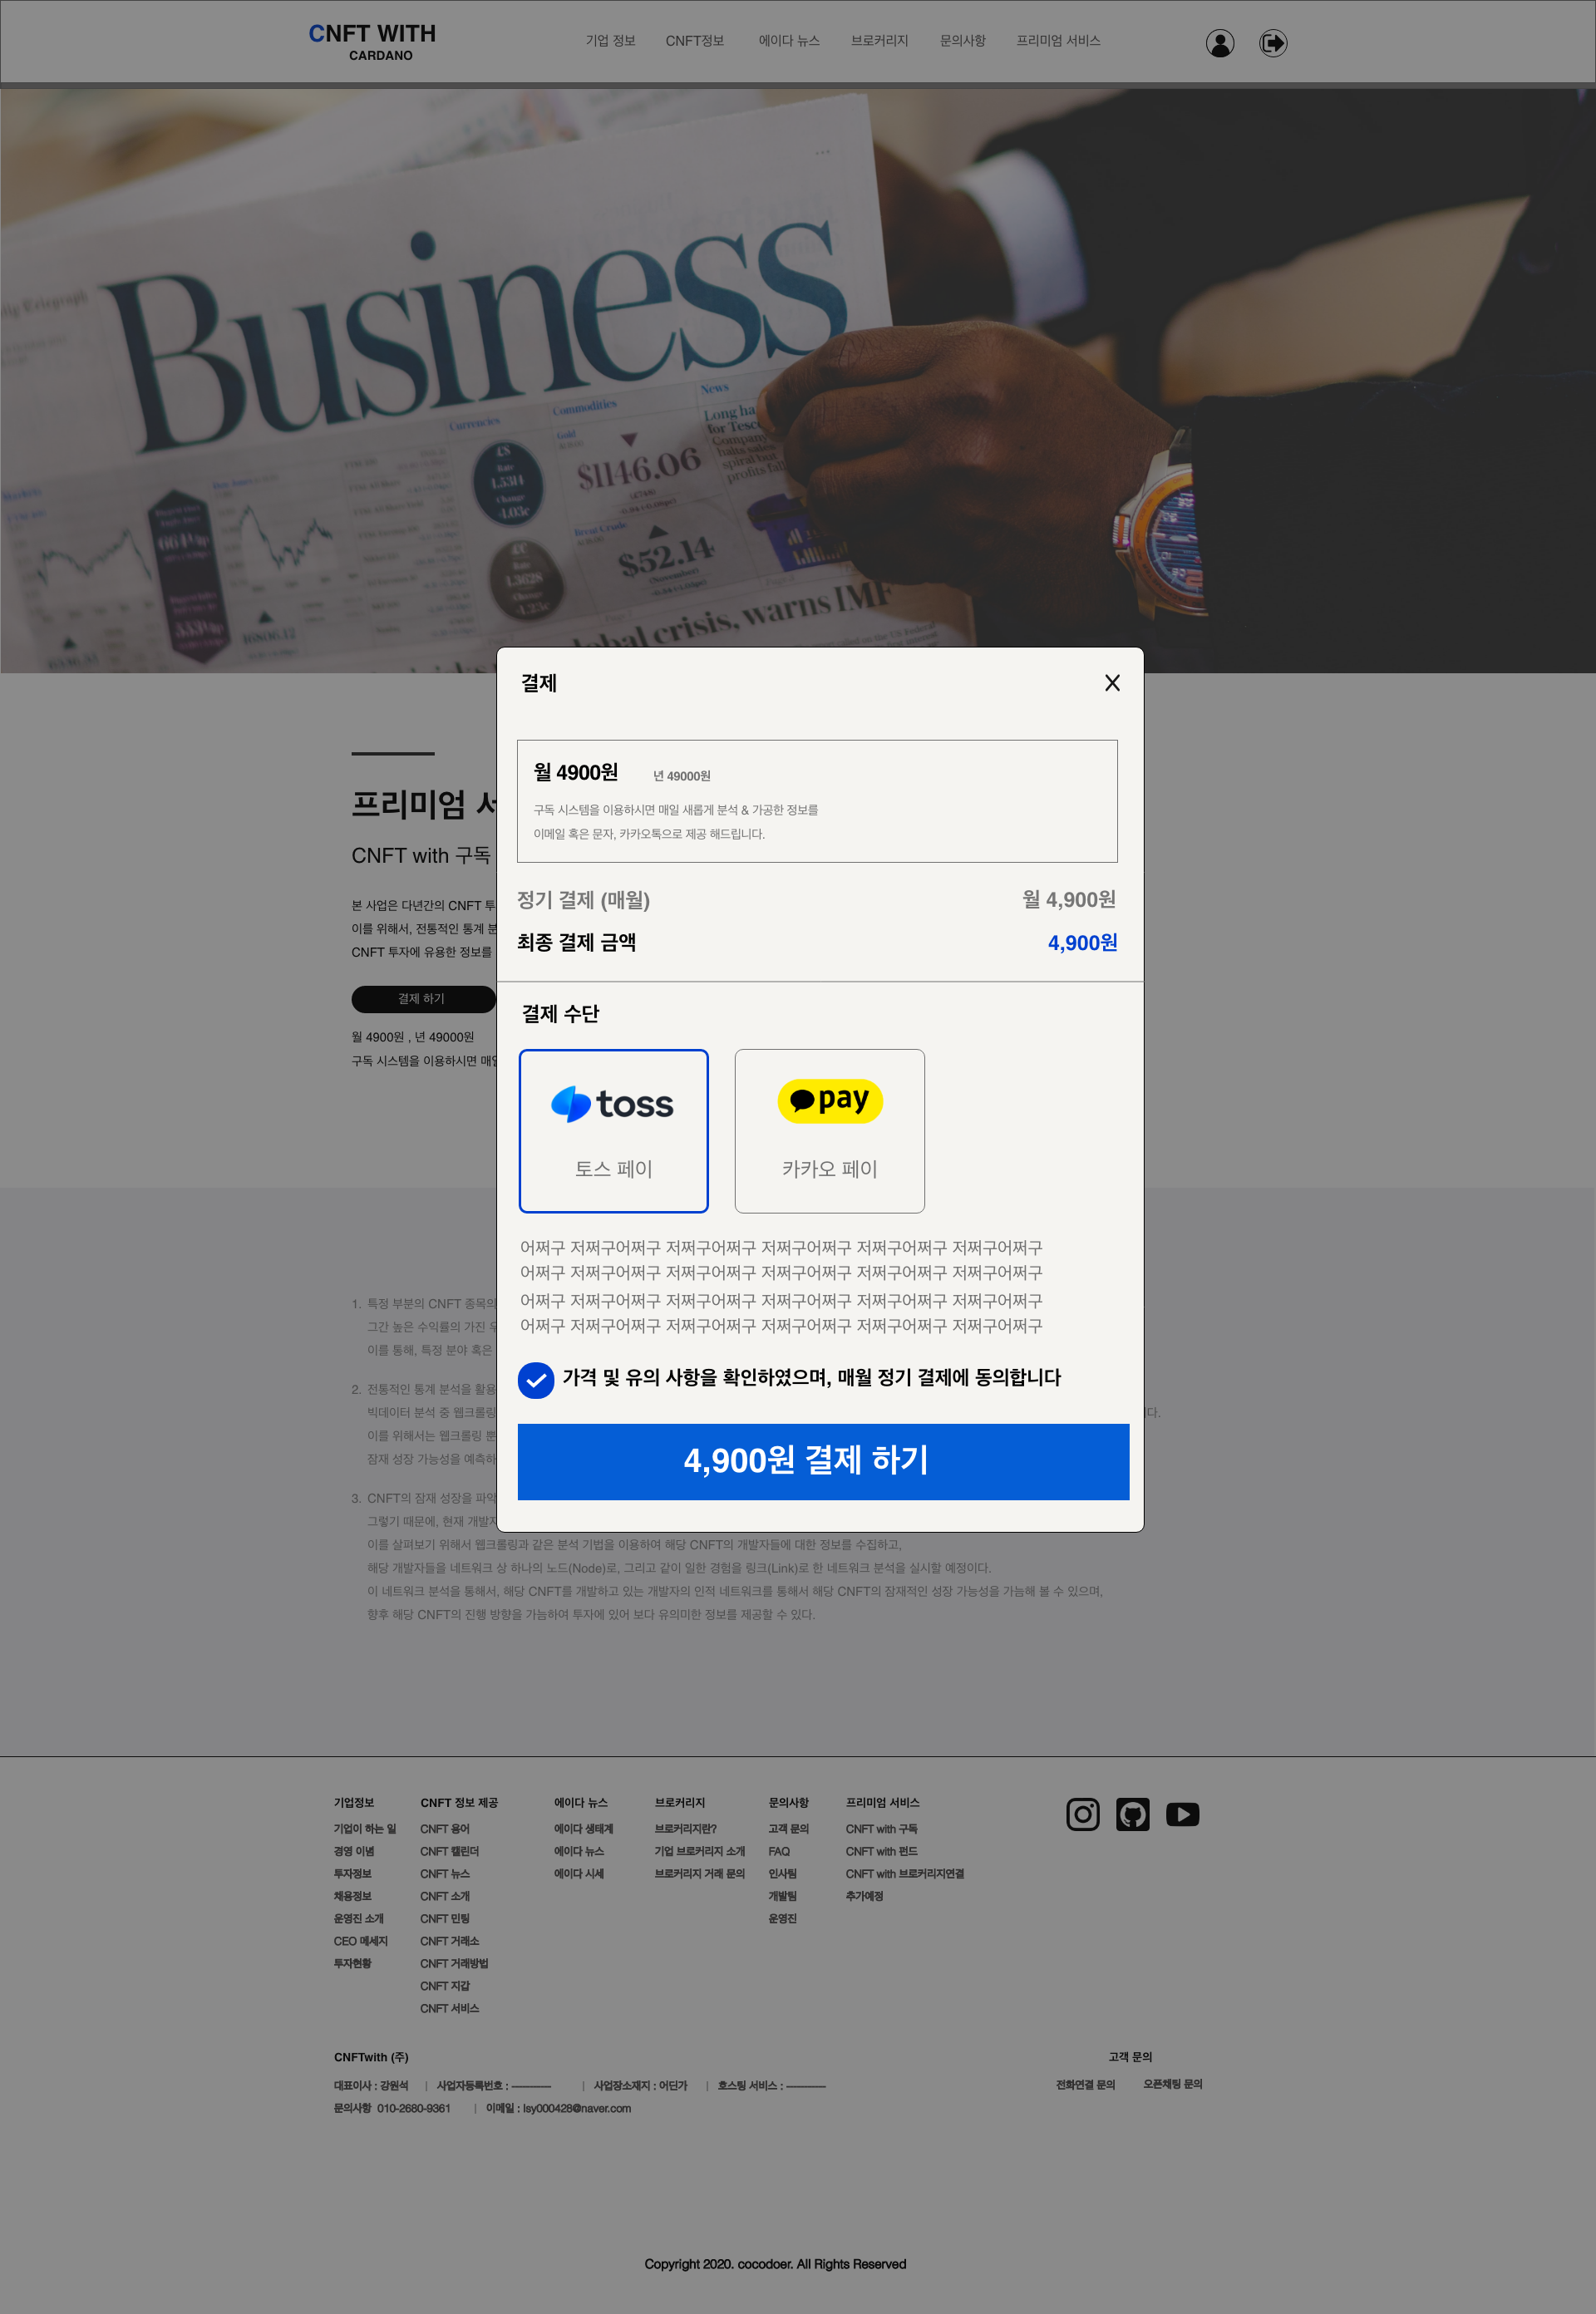 CNFT WITH
CARDANO
기업 정보 CNFT정보 에이다 뉴스 브로커리지 문의사항 프리미엄 서비스
Business
Currencies
Commodities
News
Gold
$1146.06
Rate
1.5314
Change
$52.14
(November)
global crisis, warns IMF
결제 X
월 4900원 년 49000원
구독 시스템을 이용하시면 매일 새롭게 분석 & 가공한 정보를
이메일 혹은 문자, 카카오톡으로 제공 해드립니다.
정기 결제 (매월) 월 4,900원
최종 결제 금액 4,900원
결제 수단
toss
pay
토스 페이
카카오 페이
어쩌구 저쩌구어쩌구 저쩌구어쩌구 저쩌구어쩌구 저쩌구어쩌구 저쩌구어쩌구
어쩌구 저쩌구어쩌구 저쩌구어쩌구 저쩌구어쩌구 저쩌구어쩌구 저쩌구어쩌구
어쩌구 저쩌구어쩌구 저쩌구어쩌구 저쩌구어쩌구 저쩌구어쩌구 저쩌구어쩌구
어쩌구 저쩌구어쩌구 저쩌구어쩌구 저쩌구어쩌구 저쩌구어쩌구 저쩌구어쩌구
가격 및 유의 사항을 확인하였으며, 매월 정기 결제에 동의합니다
4,900원 결제 하기
프리미엄
CNFT with 구독
본 사업은 다년간의 CNFT
이를 위해서, 전통적인 통계
CNFT 투자에 유용한 정보를
결제 하기
월 4900원 , 년 49000원
구독 시스템을 이용하시면
1. 특정 부분의 CNFT 종목의
그간 높은 수익률의 가진
이를 통해, 특정 분야 혹은
2. 전통적인 통계 분석을
빅데이터 분석 중 웹크롤링
다.
이를 위해서는 웹크롤링
잠재 성장 가능성을
3. CNFT의 잠재 성장을
그렇기 때문에, 현재
이를 살펴보기 위해서 웹크롤링과 같은 분석 기법을 이용하여 해당 CNFT의 개발자들에 대한 정보를 수집하고,
해당 개발자들을 네트워크 상 하나의 노드(Node)로, 그리고 같이 일한 경험을 링크(Link)로 한 네트워크 분석을 실시할 예정이다.
이 네트워크 분석을 통해서, 해당 CNFT를 개발하고 있는 개발자의 인적 네트워크를 통해서 해당 CNFT의 잠재적인 성장 가능성을 가늠해 볼 수 있으며,
향후 해당 CNFT의 진행 방향을 가늠하여 투자에 있어 보다 유의미한 정보를 제공할 수 있다.
기업정보 CNFT 정보 제공 에이다 뉴스 브로커리지 문의사항 프리미엄 서비스
기업이 하는 일 CNFT 용어 에이다 생태계 브로커리지란? 고객 문의 CNFT with 구독
경영 이념 CNFT 캘린더 에이다 뉴스 기업 브로커리지 소개 FAQ CNFT with 펀드
투자정보 CNFT 뉴스 에이다 시세 브로커리지 거래 문의 인사팀 CNFT with 브로커리지연결
채용정보 CNFT 소개 개발팀 추가예정
운영진 소개 CNFT 민팅 운영진
CEO 메세지 CNFT 거래소
투자현황 CNFT 거래방법
CNFT 지갑
CNFT 서비스
CNFTwith (주) 고객 문의
대표이사 : 강원석 | 사업자등록번호 : ---------- | 사업장소재지 : 어딘가 | 호스팅 서비스 : ----------
전화연결 문의 오픈채팅 문의
문의사항 010-2680-9361 | 이메일 : lsy000428@naver.com
Copyright 2020. cocodoer. All Rights Reserved